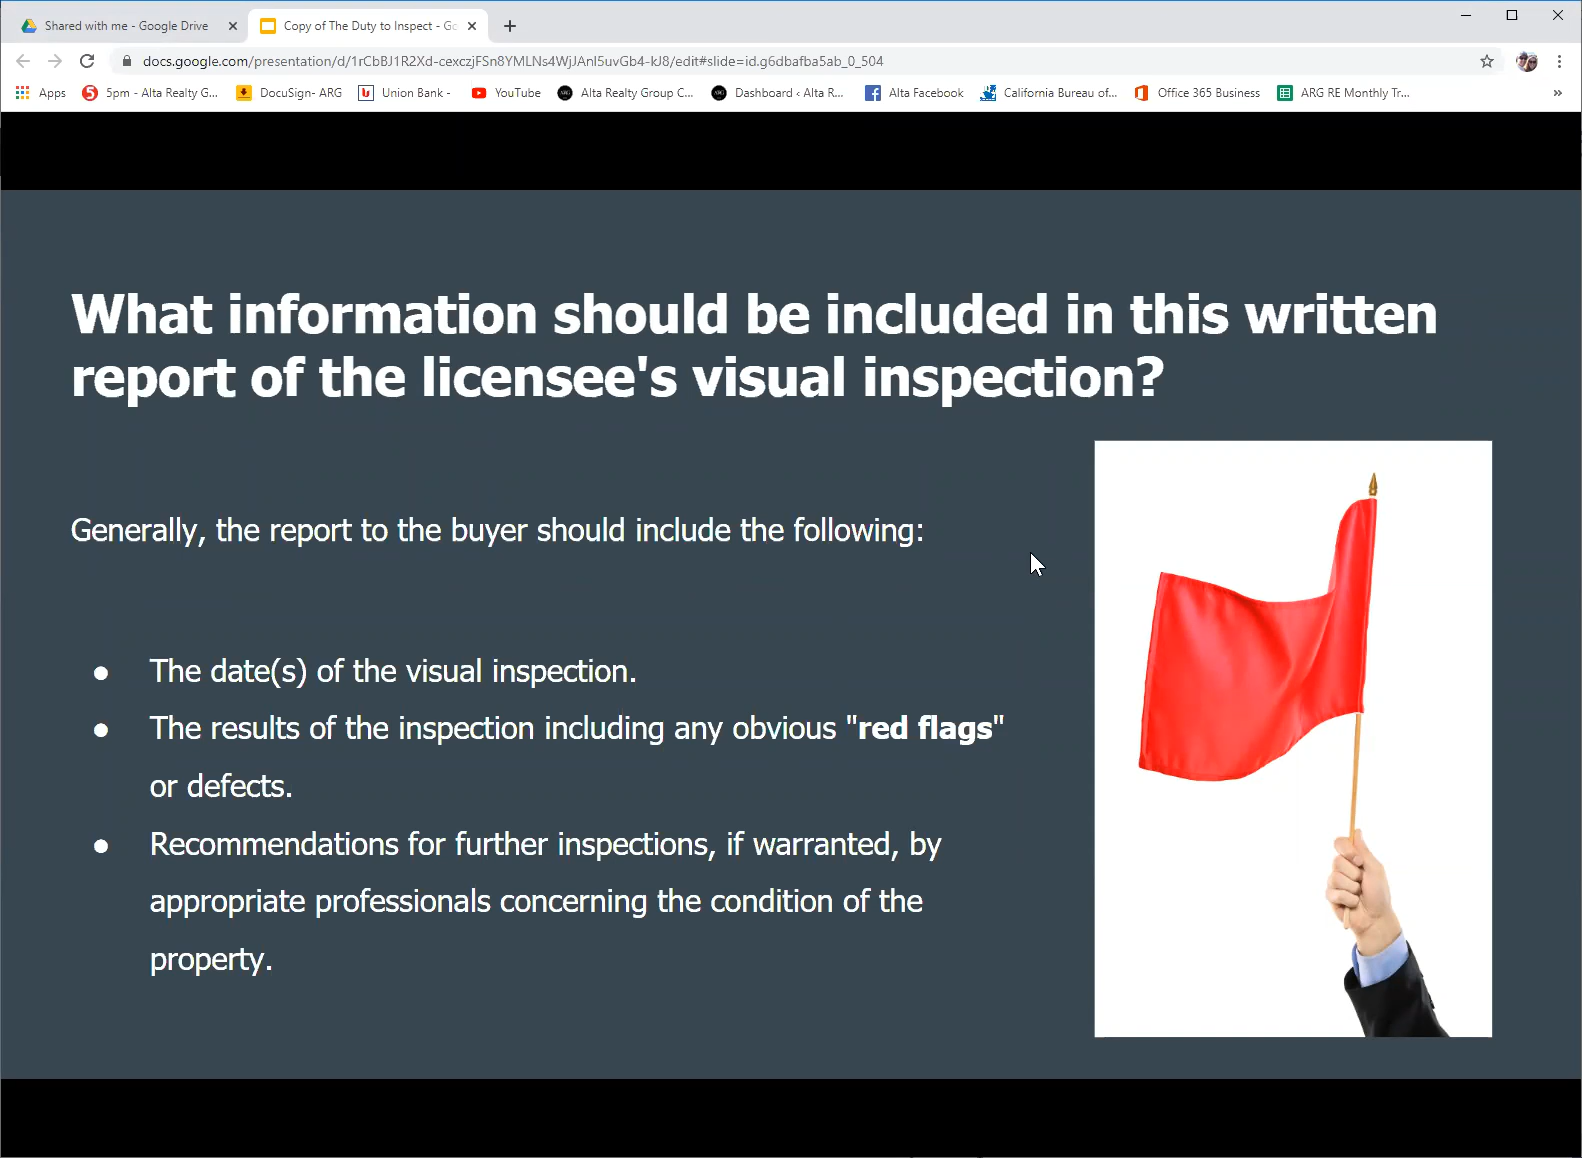 Shared with me - Google Drive
Copy of The Duty to Inspect - Go
docs.google.com/presentation/d/1rCbBJ1R2Xd-cexczjFSn8YMLNs4WjJAnI5uvGb4-kJ8/edit#slide=id.g6dbafba5ab_0_504
Apps 5pm - Alta Realty G... DocuSign- ARG Union Bank - YouTube Alta Realty Group C... Dashboard ‹ Alta R... Alta Facebook California Bureau of... Office 365 Business ARG RE Monthly Tr... »
What information should be included in this written
report of the licensee's visual inspection?
Generally, the report to the buyer should include the following:
● The date(s) of the visual inspection.
● The results of the inspection including any obvious "red flags"
or defects.
● Recommendations for further inspections, if warranted, by
appropriate professionals concerning the condition of the
property.